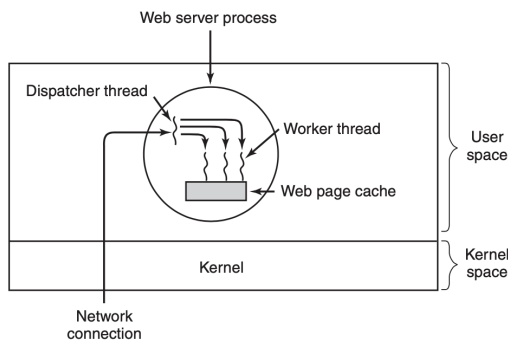 Web server process
Dispatcher thread
Worker thread
User
space
Web page cache
Kernel
Kernel
space
Network
connection